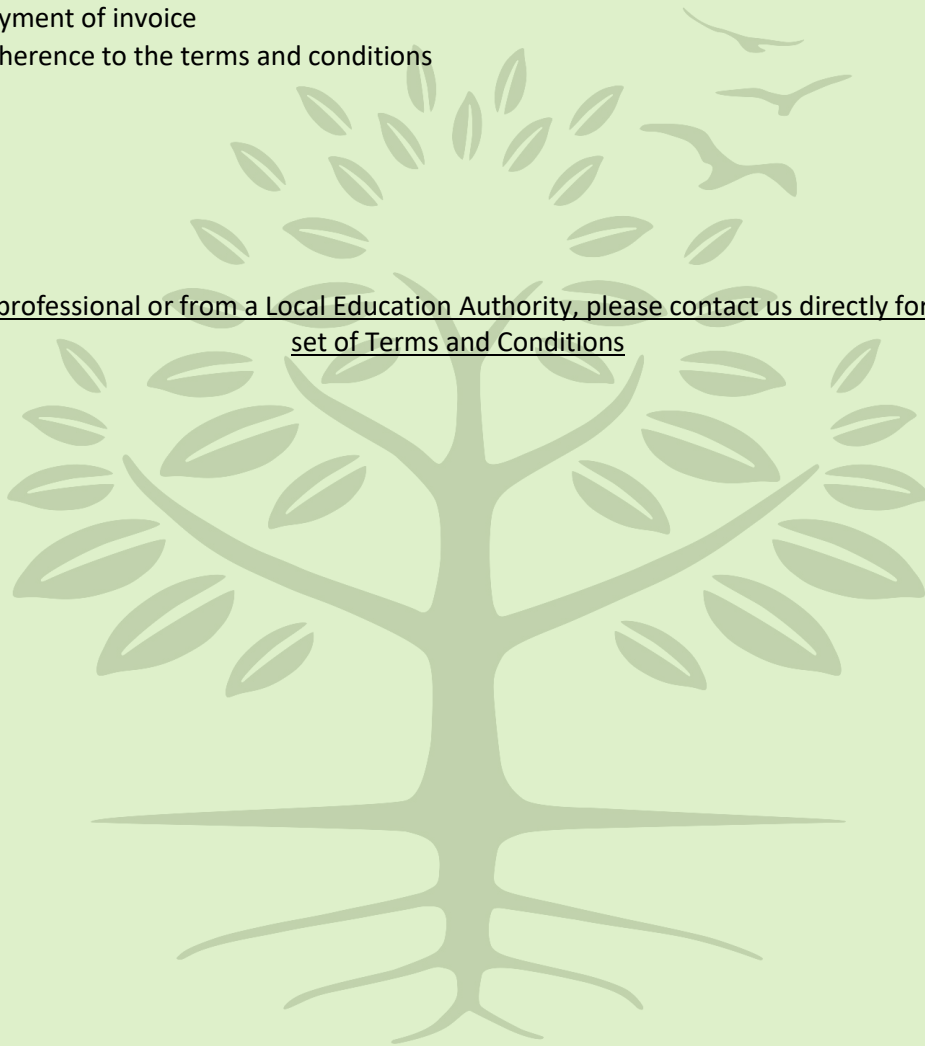 yment of invoice
herence to the terms and conditions
professional or from a Local Education Authority, please contact us directly for
set of Terms and Conditions